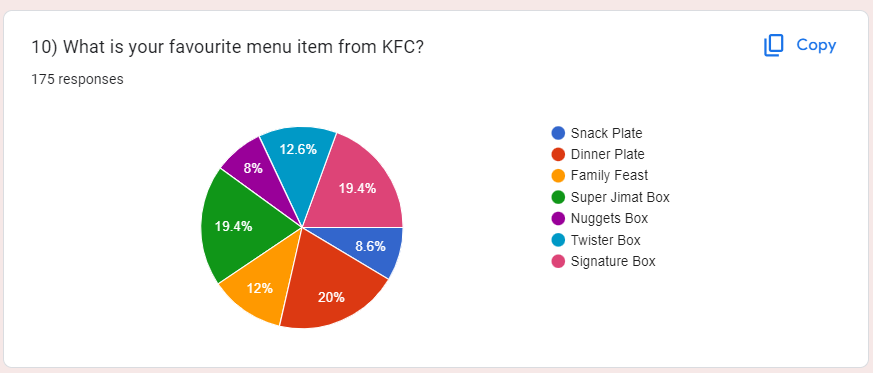 10) What is your favourite menu item from KFC?
Copy
175 responses
12.6%
8%
19.4%
19.4%
8.6%
12%
20%
Snack Plate
Dinner Plate
Family Feast
Super Jimat Box
Nuggets Box
Twister Box
Signature Box